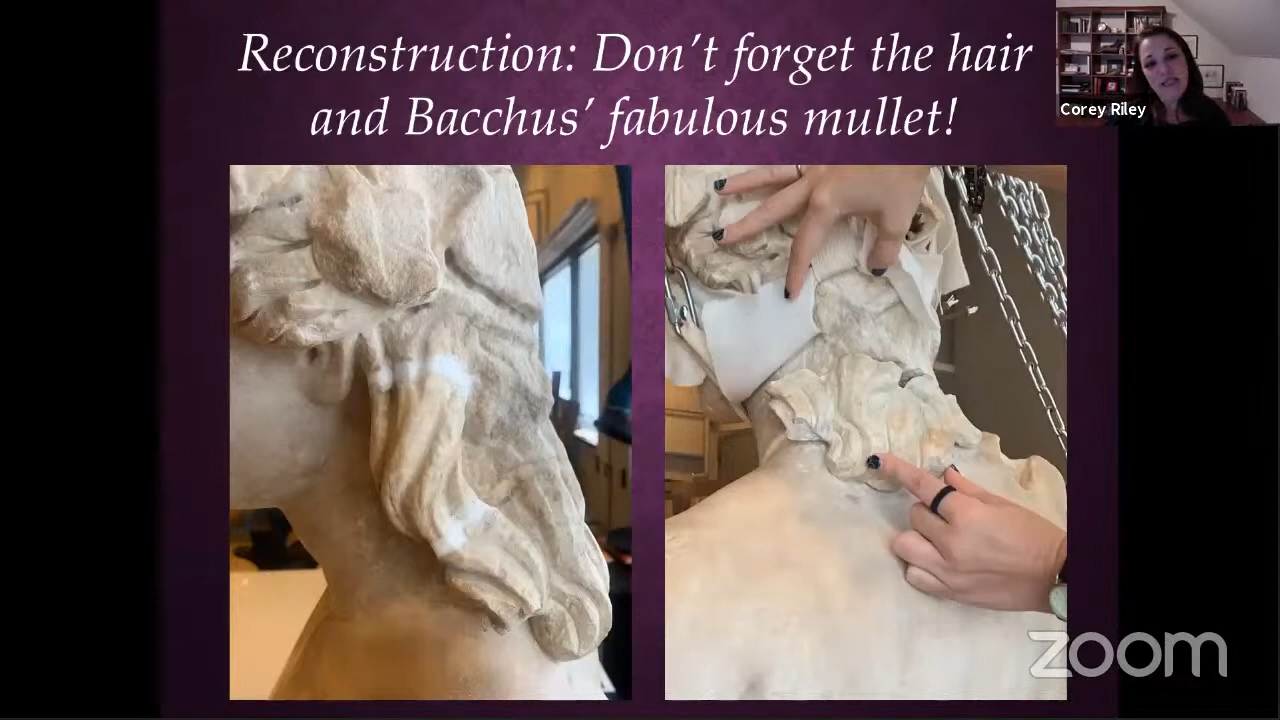 Reconstruction: Don’t forget the hair
and Bacchus’ fabulous mullet!
Corey Riley
zoom